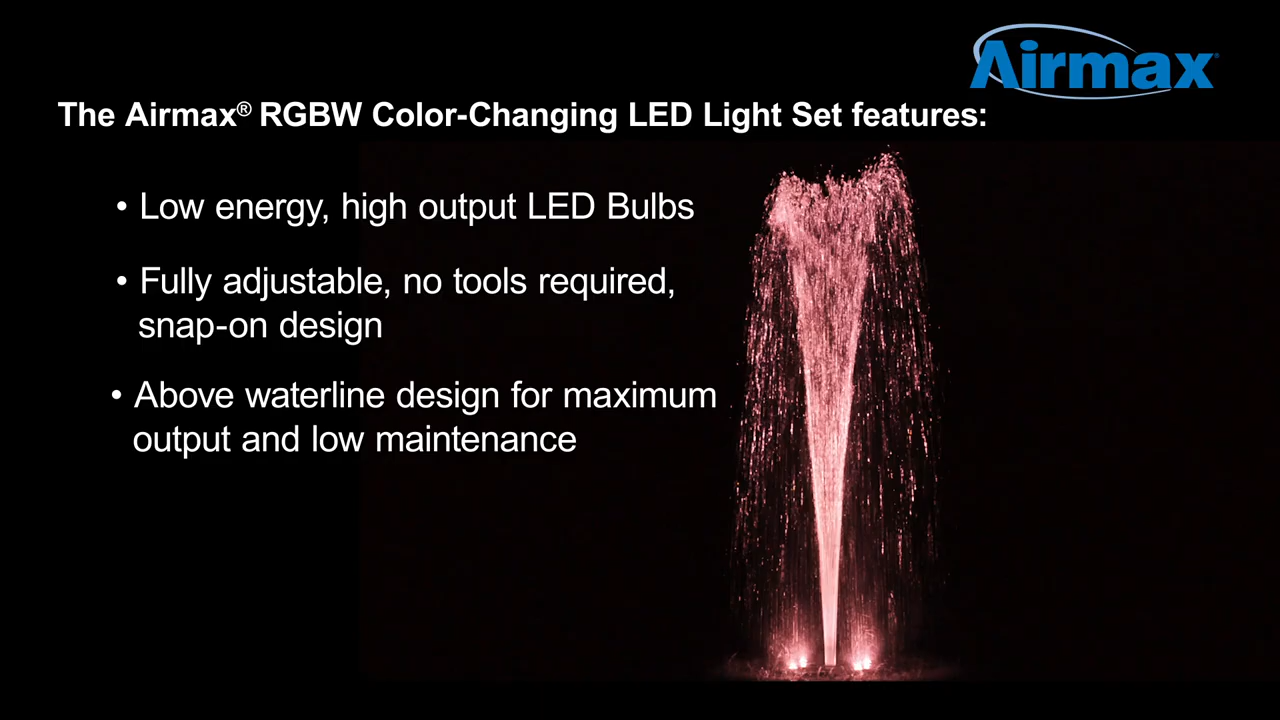 Airmax®
The Airmax® RGBW Color-Changing LED Light Set features:
• Low energy, high output LED Bulbs
• Fully adjustable, no tools required,
snap-on design
• Above waterline design for maximum
output and low maintenance